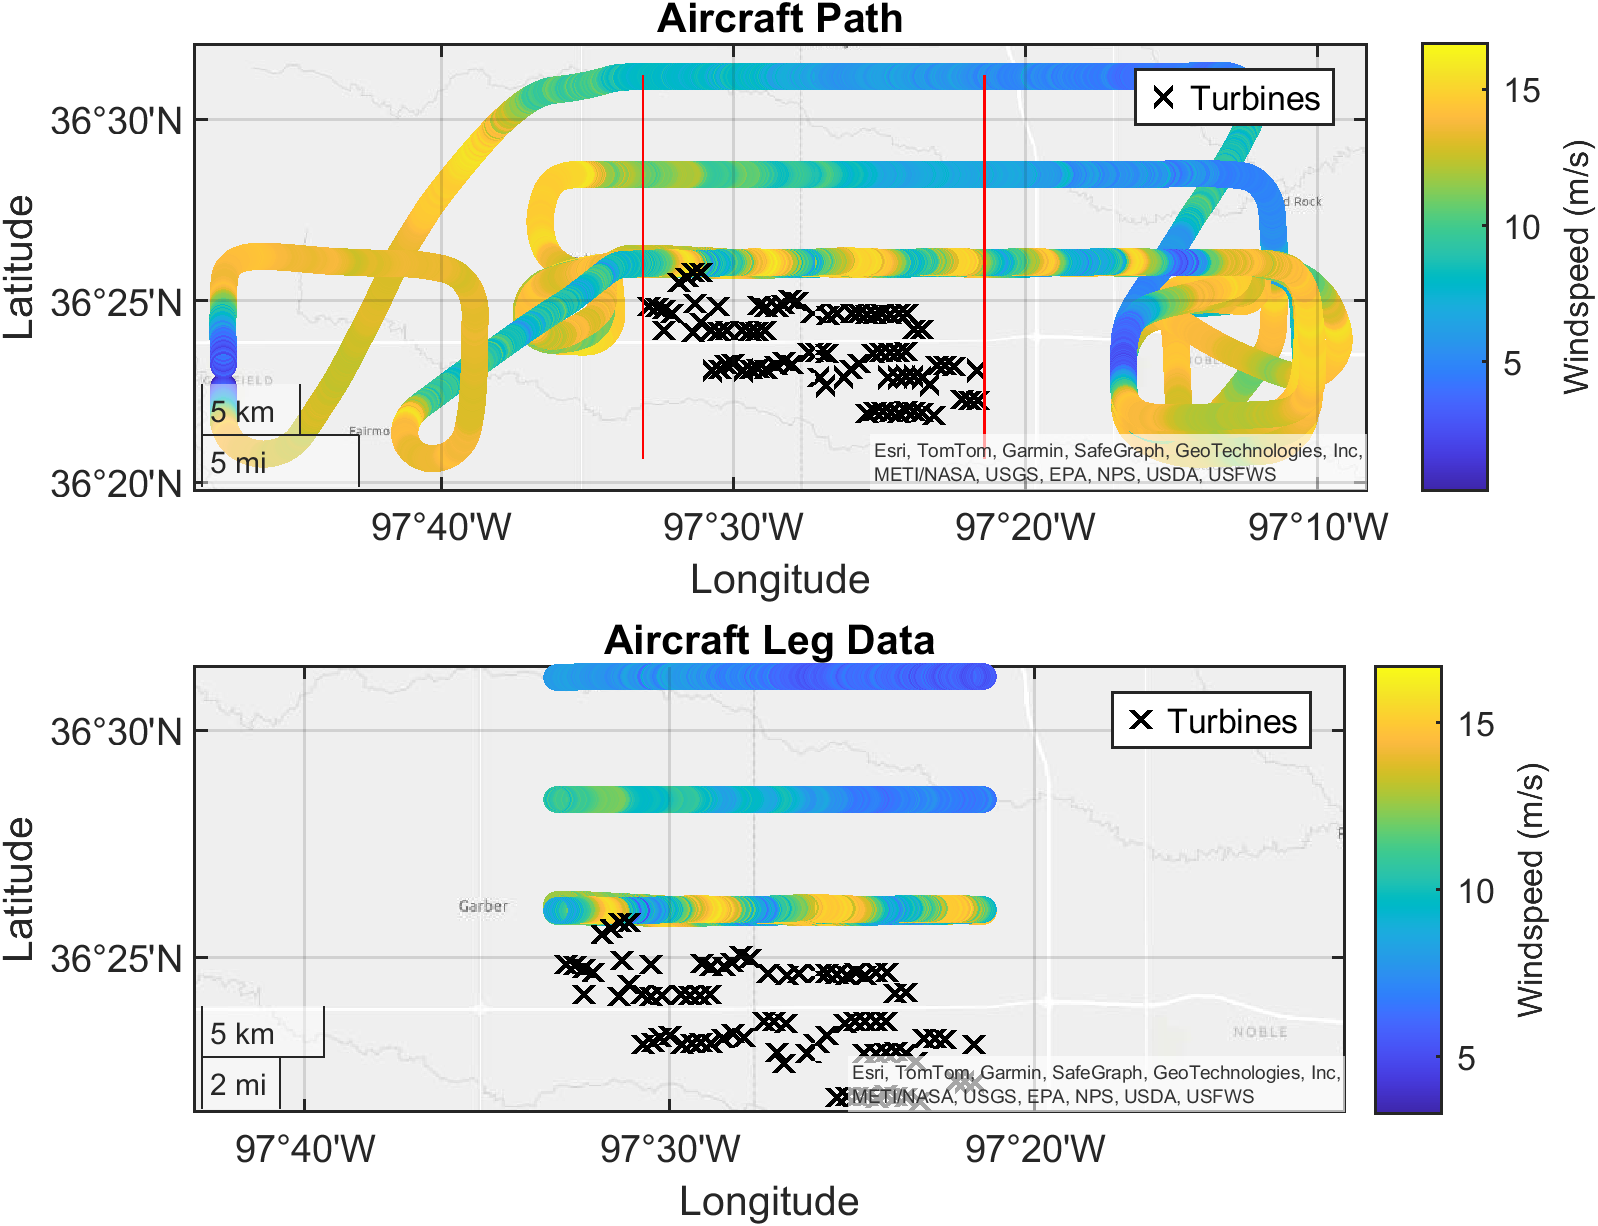 Aircraft Path
Turbines
36°30'N
36°25'N
36°20'N
Latitude
d Rock
NOBL
FIELD
Fairmo
5 km
5 mi
Esri, TomTom, Garmin, SafeGraph, GeoTechnologies, Inc,
METI/NASA, USGS, EPA, NPS, USDA, USFWS
97°40'W
97°30'W
97°20'W
97°10'W
Longitude
15
10
5
Windspeed (m/s)
Aircraft Leg Data
Turbines
36°30'N
36°25'N
Latitude
Garber
NOBLE
5 km
2 mi
Esri, TomTom, Garmin, SafeGraph, GeoTechnologies, Inc,
METI/NASA, USGS, EPA, NPS, USDA, USFWS
97°40'W
97°30'W
97°20'W
Longitude
15
10
5
Windspeed (m/s)